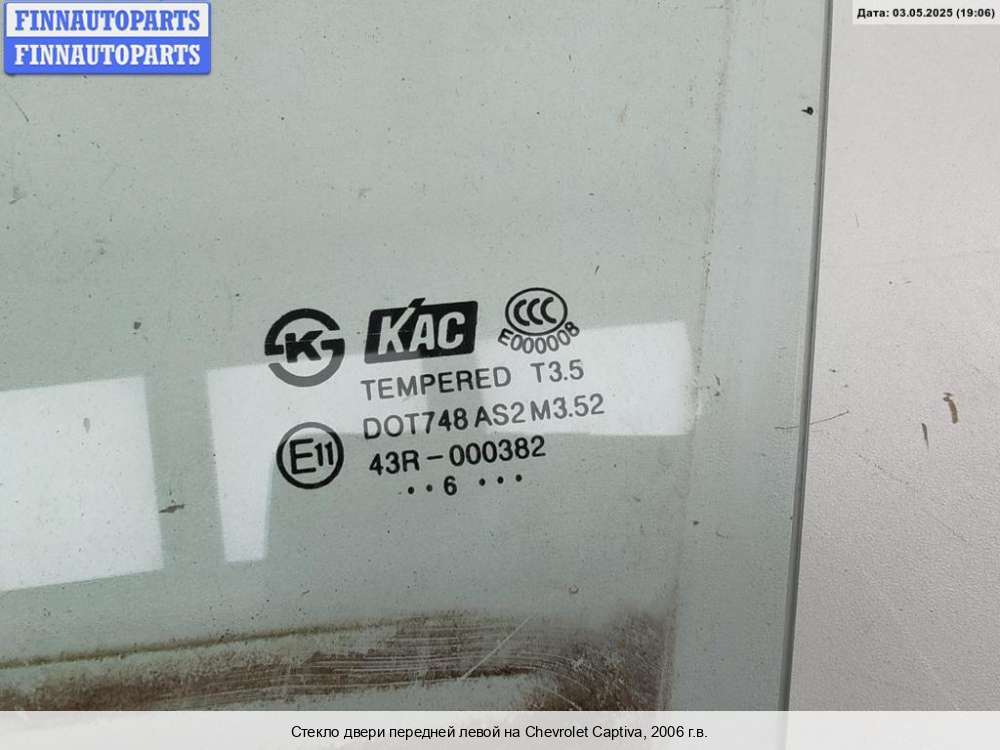 FINNAUTOPARTS
FINNAUTOPARTS
Дата: 03.05.2025 (19:06)
KAC
CCC
E000008
TEMPERED T3.5
DOT748 AS2 M3.52
E11
43R-000382
••6•••
Стекло двери передней левой на Chevrolet Captiva, 2006 г.в.